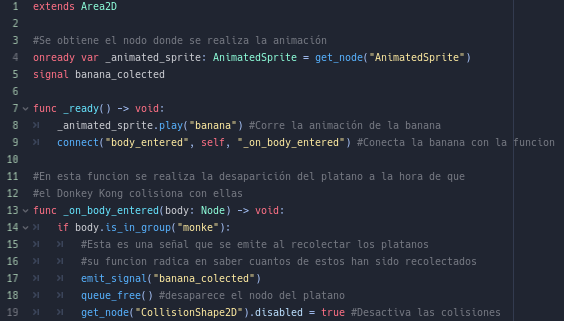 1 extends Area2D
2
3 #Se obtiene el nodo donde se realiza la animación
4 onready var _animated_sprite: AnimatedSprite = get_node("AnimatedSprite")
5 signal banana_colected
6
7 func _ready() -> void:
8 _animated_sprite.play("banana") #Corre la animación de la banana
9 connect("body_entered", self, "_on_body_entered") #Conecta la banana con la funcion
10
11 #En esta funcion se realiza la desaparición del platano a la hora de que
12 #el Donkey Kong colisiona con ellas
13 func _on_body_entered(body: Node) -> void:
14 if body.is_in_group("monke"):
15 #Esta es una señal que se emite al recolectar los platanos
16 #su funcion radica en saber cuantos de estos han sido recolectados
17 emit_signal("banana_colected")
18 queue_free() #desaparece el nodo del platano
19 get_node("CollisionShape2D").disabled = true #Desactiva las colisiones